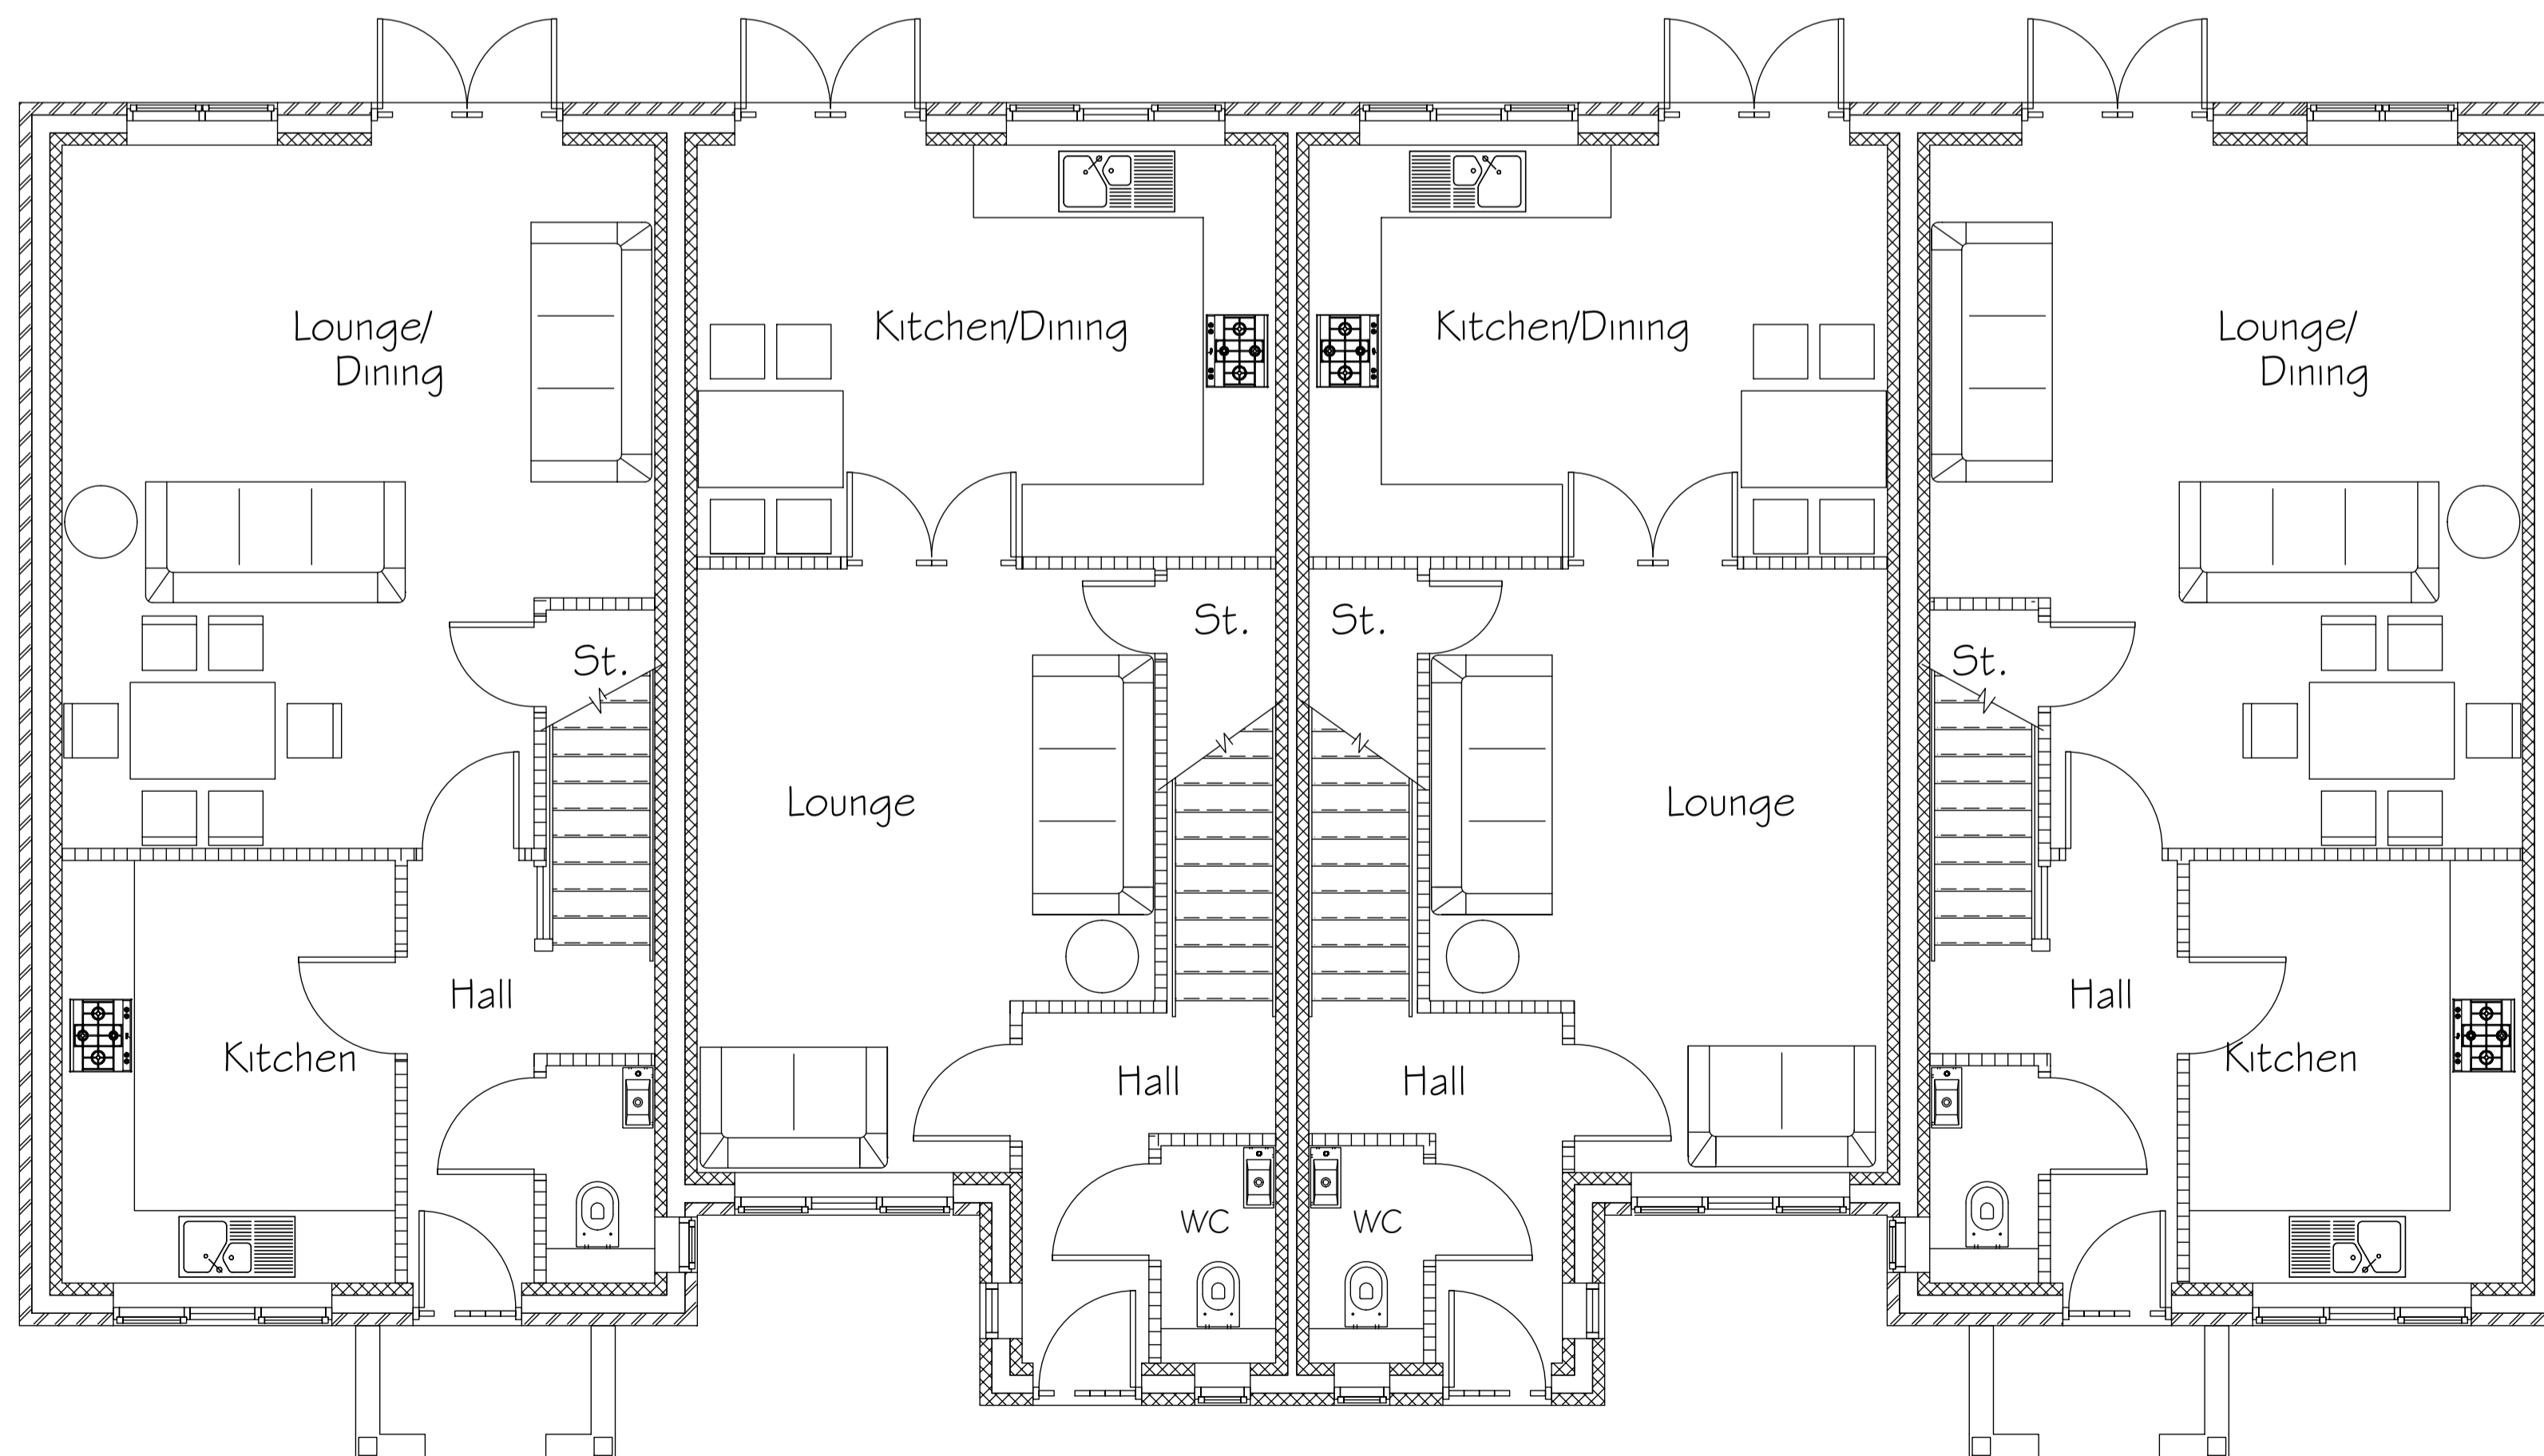 Lounge/
Dining
Kitchen/Dining
Kitchen/Dining
Lounge/
Dining
St.
St.
St.
St.
Lounge
Lounge
Hall
Hall
Kitchen
Kitchen
Hall
Hall
WC
WC